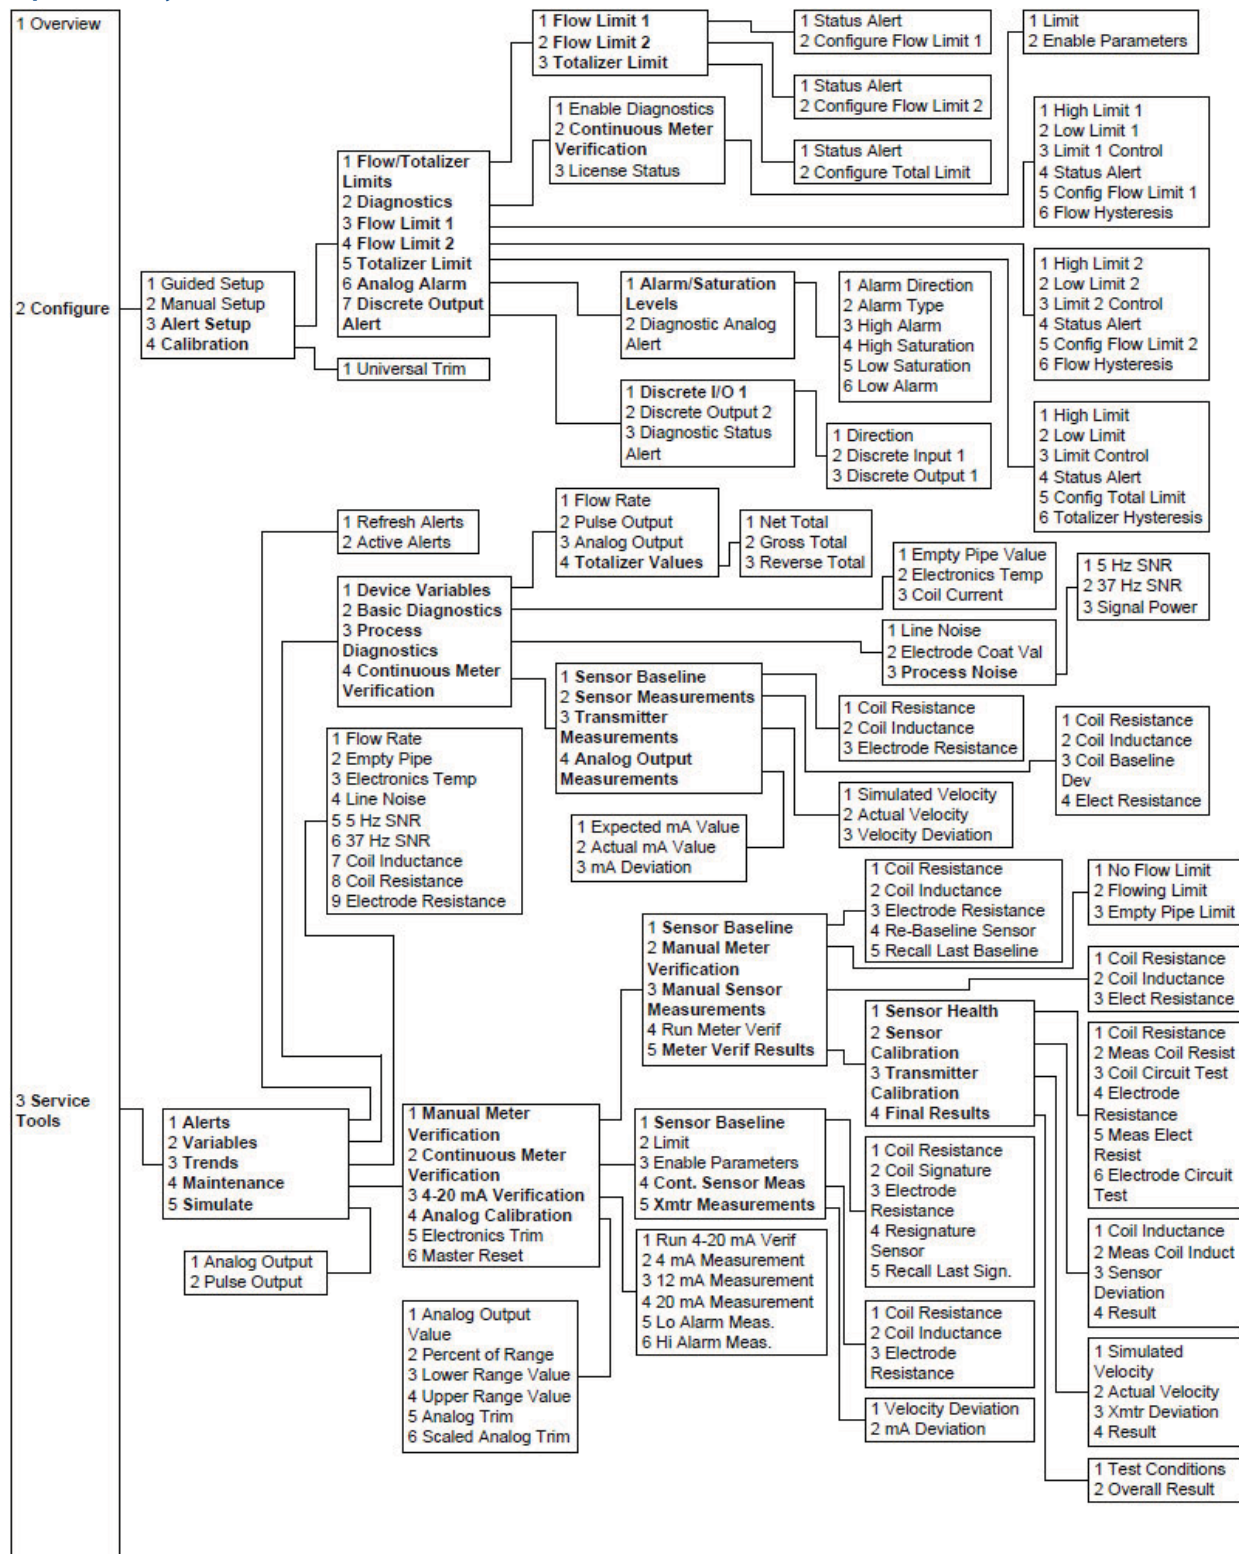 1 Overview
2 Configure
3 Service
Tools
1 Guided Setup
2 Manual Setup
3 Alert Setup
4 Calibration
1 Flow/Totalizer
Limits
2 Diagnostics
3 Flow Limit 1
4 Flow Limit 2
5 Totalizer Limit
6 Analog Alarm
7 Discrete Output
Alert
1 Universal Trim
1 Flow Limit 1
2 Flow Limit 2
3 Totalizer Limit
1 Status Alert
2 Configure Flow Limit 1
1 Status Alert
2 Configure Flow Limit 2
1 Status Alert
2 Configure Total Limit
1 Enable Diagnostics
2 Continuous Meter
Verification
3 License Status
1 Limit
2 Enable Parameters
1 High Limit 1
2 Low Limit 1
3 Limit 1 Control
4 Status Alert
5 Config Flow Limit 1
6 Flow Hysteresis
1 High Limit 2
2 Low Limit 2
3 Limit 2 Control
4 Status Alert
5 Config Flow Limit 2
6 Flow Hysteresis
1 High Limit
2 Low Limit
3 Limit Control
4 Status Alert
5 Config Total Limit
6 Totalizer Hysteresis
1 Alarm/Saturation
Levels
2 Diagnostic Analog
Alert
1 Alarm Direction
2 Alarm Type
3 High Alarm
4 High Saturation
5 Low Saturation
6 Low Alarm
1 Discrete I/O 1
2 Discrete Output 2
3 Diagnostic Status
Alert
1 Direction
2 Discrete Input 1
3 Discrete Output 1
1 Alerts
2 Variables
3 Trends
4 Maintenance
5 Simulate
1 Refresh Alerts
2 Active Alerts
1 Device Variables
2 Basic Diagnostics
3 Process
Diagnostics
4 Continuous Meter
Verification
1 Flow Rate
2 Pulse Output
3 Analog Output
4 Totalizer Values
1 Net Total
2 Gross Total
3 Reverse Total
1 Empty Pipe Value
2 Electronics Temp
3 Coil Current
1 Line Noise
2 Electrode Coat Val
3 Process Noise
1 5 Hz SNR
2 37 Hz SNR
3 Signal Power
1 Sensor Baseline
2 Sensor Measurements
3 Transmitter
Measurements
4 Analog Output
Measurements
1 Coil Resistance
2 Coil Inductance
3 Electrode Resistance
1 Coil Resistance
2 Coil Inductance
3 Coil Baseline
Dev
4 Elect Resistance
1 Simulated Velocity
2 Actual Velocity
3 Velocity Deviation
1 Expected mA Value
2 Actual mA Value
3 mA Deviation
1 Flow Rate
2 Empty Pipe
3 Electronics Temp
4 Line Noise
5 5 Hz SNR
6 37 Hz SNR
7 Coil Inductance
8 Coil Resistance
9 Electrode Resistance
1 Manual Meter
Verification
2 Continuous Meter
Verification
3 4-20 mA Verification
4 Analog Calibration
5 Electronics Trim
6 Master Reset
1 Analog Output
2 Pulse Output
1 Sensor Baseline
2 Manual Meter
Verification
3 Manual Sensor
Measurements
4 Run Meter Verif
5 Meter Verif Results
1 Coil Resistance
2 Coil Inductance
3 Electrode Resistance
4 Re-Baseline Sensor
5 Recall Last Baseline
1 No Flow Limit
2 Flowing Limit
3 Empty Pipe Limit
1 Coil Resistance
2 Coil Inductance
3 Elect Resistance
1 Sensor Health
2 Sensor
Calibration
3 Transmitter
Calibration
4 Final Results
1 Coil Resistance
2 Meas Coil Resist
3 Coil Circuit Test
4 Electrode
Resistance
5 Meas Elect
Resist
6 Electrode Circuit
Test
1 Coil Inductance
2 Meas Coil Induct
3 Sensor
Deviation
4 Result
1 Simulated
Velocity
2 Actual Velocity
3 Xmtr Deviation
4 Result
1 Test Conditions
2 Overall Result
1 Sensor Baseline
2 Limit
3 Enable Parameters
4 Cont. Sensor Meas
5 Xmtr Measurements
1 Coil Resistance
2 Coil Signature
3 Electrode
Resistance
4 Resignature
Sensor
5 Recall Last Sign.
1 Coil Resistance
2 Coil Inductance
3 Electrode
Resistance
1 Velocity Deviation
2 mA Deviation
1 Run 4-20 mA Verif
2 4 mA Measurement
3 12 mA Measurement
4 20 mA Measurement
5 Lo Alarm Meas.
6 Hi Alarm Meas.
1 Analog Output
Value
2 Percent of Range
3 Lower Range Value
4 Upper Range Value
5 Analog Trim
6 Scaled Analog Trim